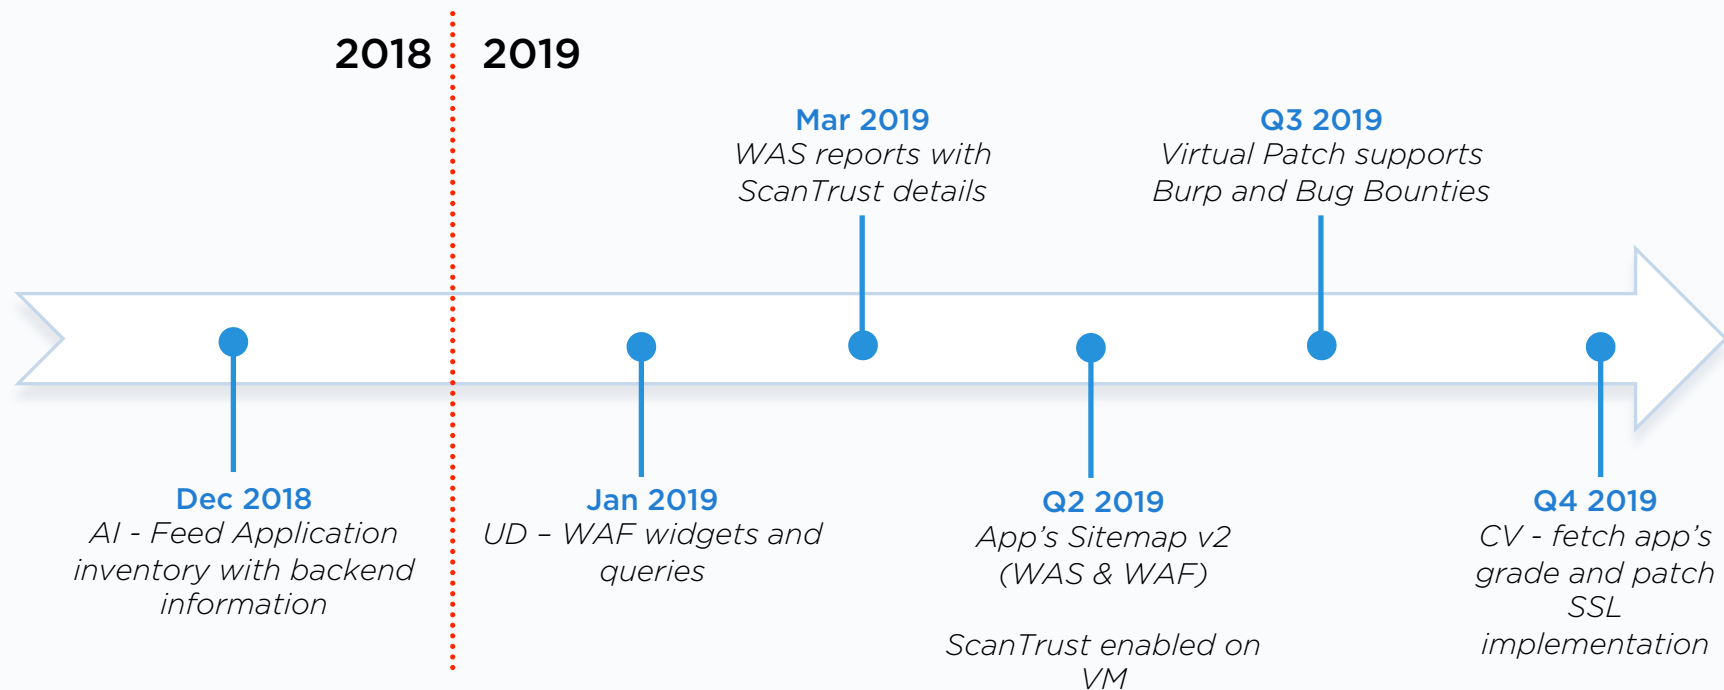 2018
2019
Mar 2019
WAS reports with
ScanTrust details
Q3 2019
Virtual Patch supports
Burp and Bug Bounties
Dec 2018
AI - Feed Application
inventory with backend
information
Jan 2019
UD – WAF widgets and
queries
Q2 2019
App’s Sitemap v2
(WAS & WAF)
ScanTrust enabled on
VM
Q4 2019
CV - fetch app’s
grade and patch
SSL
implementation